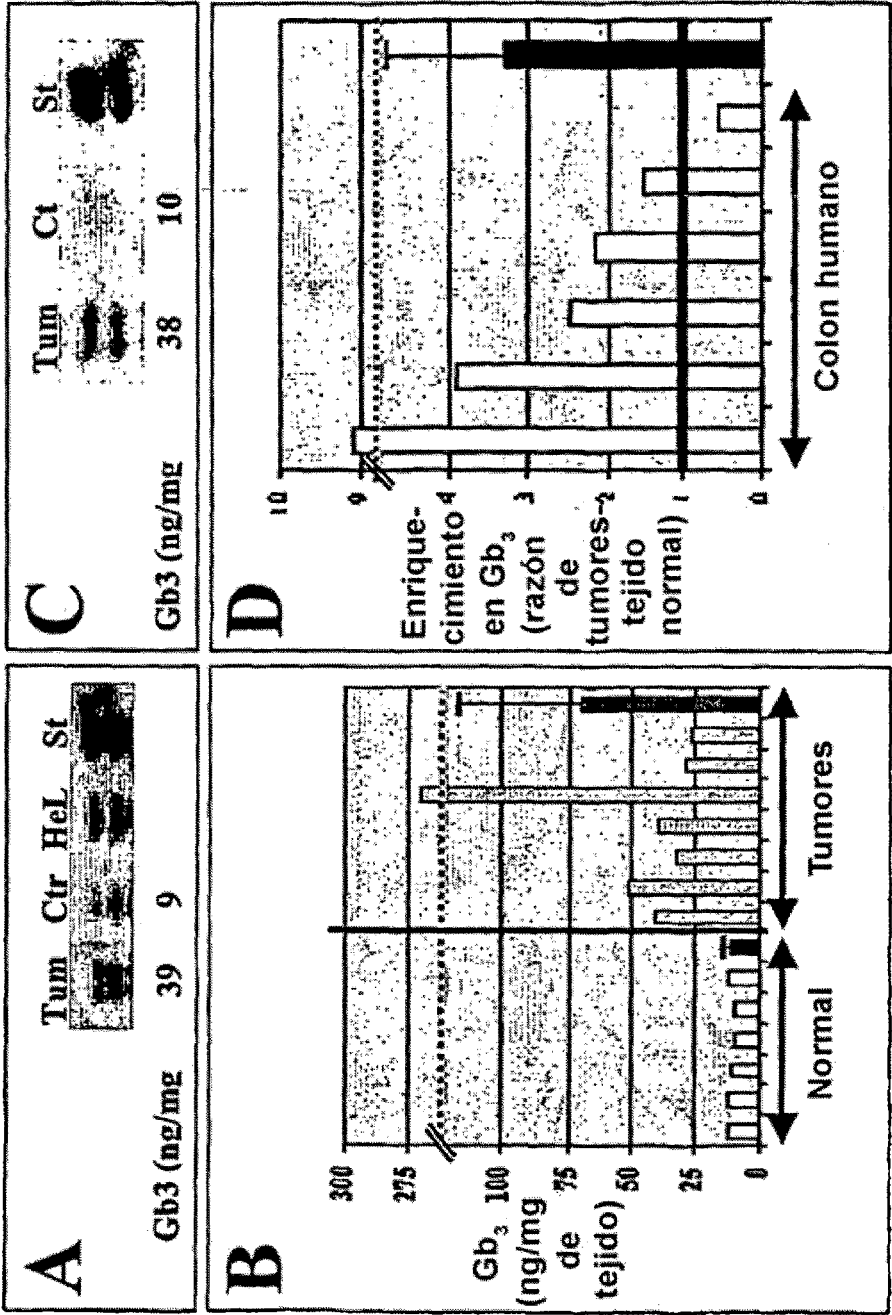 A
Tum Ctr HeL St
Gb3 (ng/mg 39 9
B
300
275
100
75
50
25
0
Gb3
(ng/mg
de
tejido)
Normal
Tumores
C
Tum Ct St
Gb3 (ng/mg 38 10
D
10
9
4
3
2
1
0
Enrique-
cimiento
en Gb3
(razón
de
tumores-
tejido
normal)
Colon humano